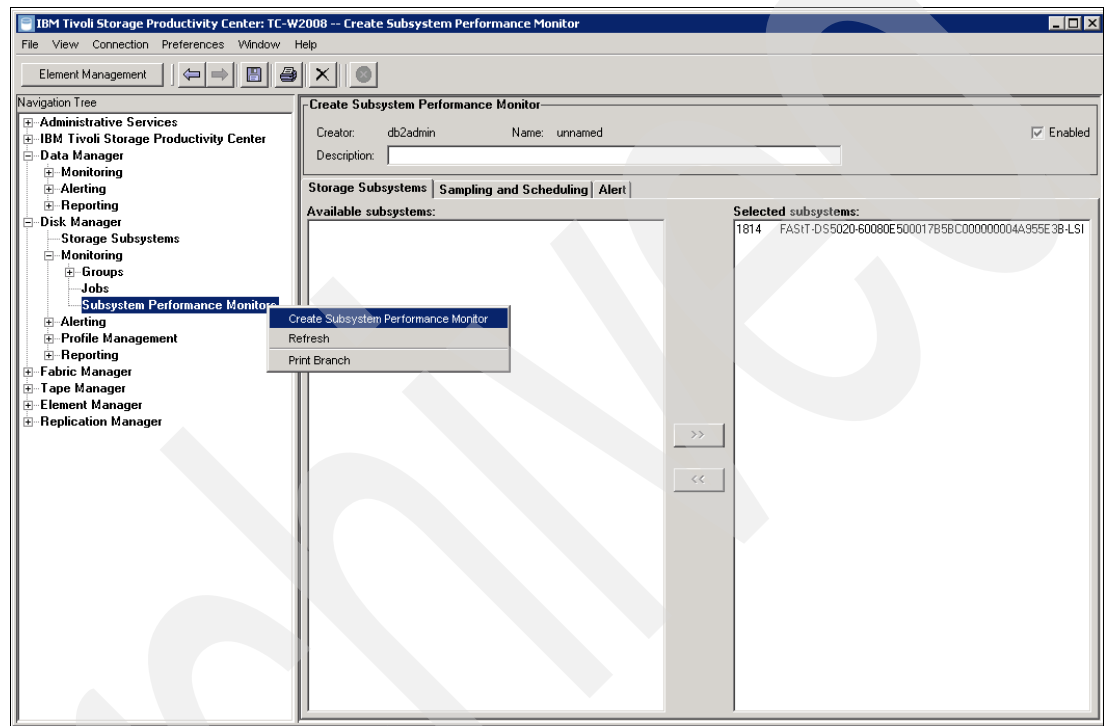 IBM Tivoli Storage Productivity Center: TC-W2008 -- Create Subsystem Performance Monitor
File View Connection Preferences Window Help
Element Management
Navigation Tree
Administrative Services
IBM Tivoli Storage Productivity Center
Data Manager
Monitoring
Alerting
Reporting
Disk Manager
Storage Subsystems
Monitoring
Groups
Jobs
Subsystem Performance Monitors
Alerting
Profile Management
Reporting
Fabric Manager
Tape Manager
Element Manager
Replication Manager
Create Subsystem Performance Monitor
Refresh
Print Branch
Create Subsystem Performance Monitor
Creator: db2admin Name: unnamed Enabled
Description:
Storage Subsystems Sampling and Scheduling Alert
Available subsystems:
>>
<<
Selected subsystems:
1814 FAStT-DS5020-60080E500017B5BC000000004A955E3B-LSI